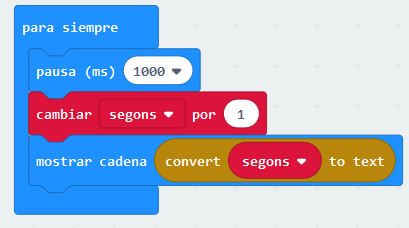 para siempre
pausa (ms) 1000
cambiar segons por 1
mostrar cadena convert segons to text